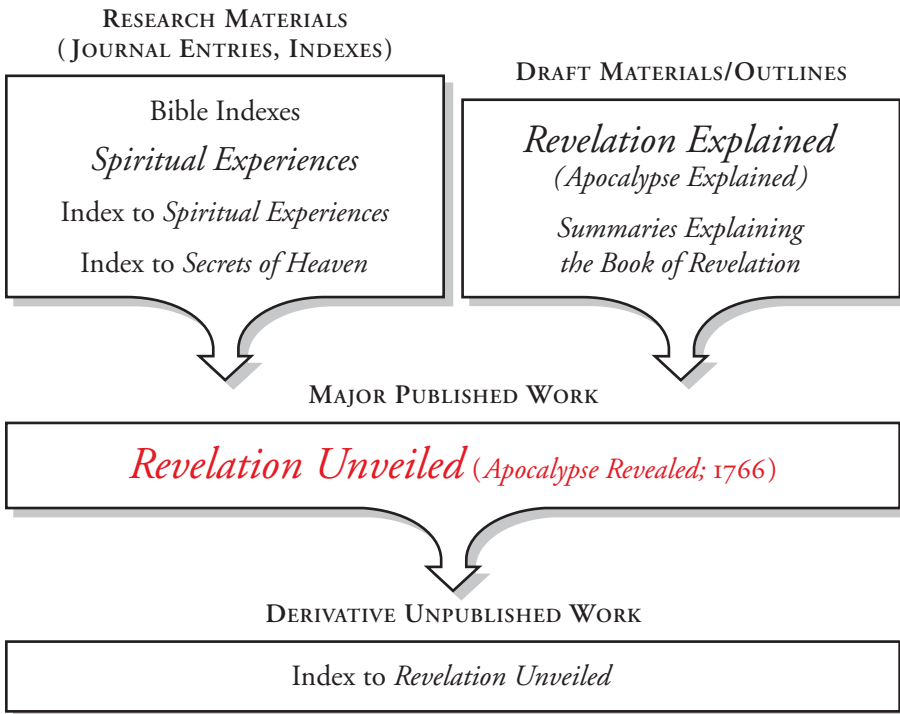 RESEARCH MATERIALS
(JOURNAL ENTRIES, INDEXES)
Bible Indexes
Spiritual Experiences
Index to Spiritual Experiences
Index to Secrets of Heaven
DRAFT MATERIALS/OUTLINES
Revelation Explained
(Apocalypse Explained)
Summaries Explaining
the Book of Revelation
MAJOR PUBLISHED WORK
Revelation Unveiled (Apocalypse Revealed; 1766)
DERIVATIVE UNPUBLISHED WORK
Index to Revelation Unveiled